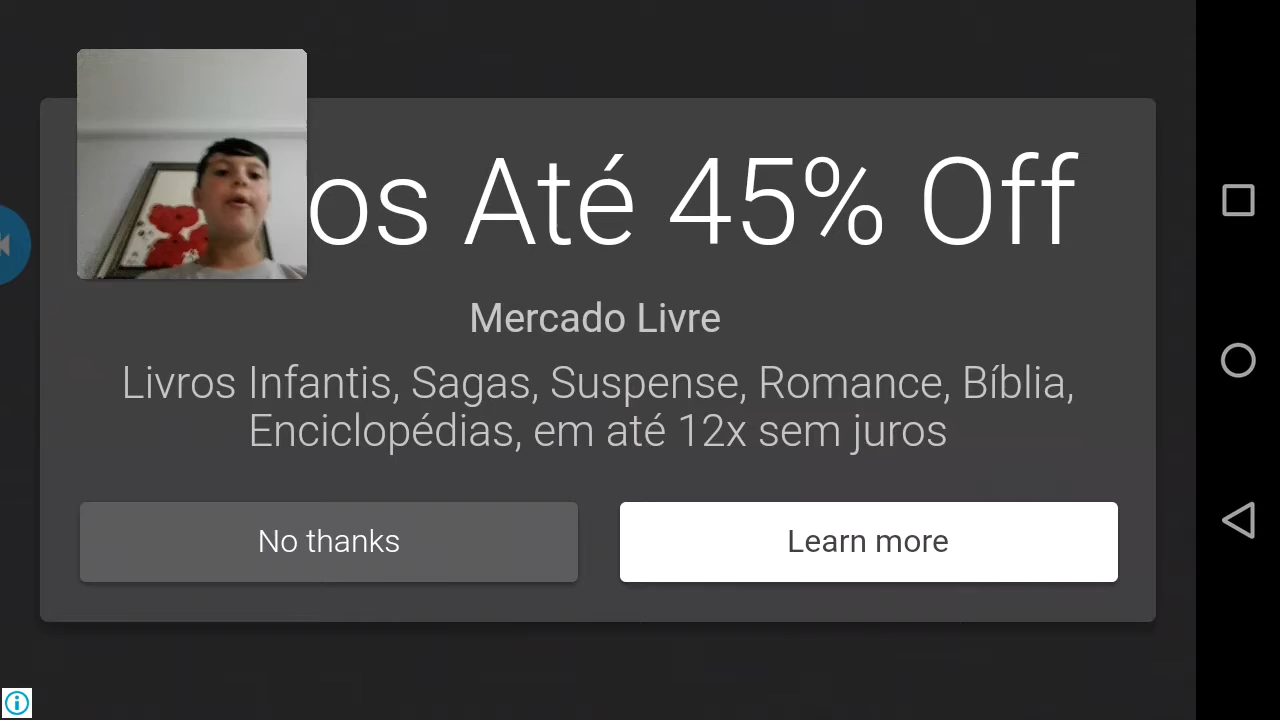 os Até 45% Off
Mercado Livre
Livros Infantis, Sagas, Suspense, Romance, Bíblia,
Enciclopédias, em até 12x sem juros
No thanks
Learn more